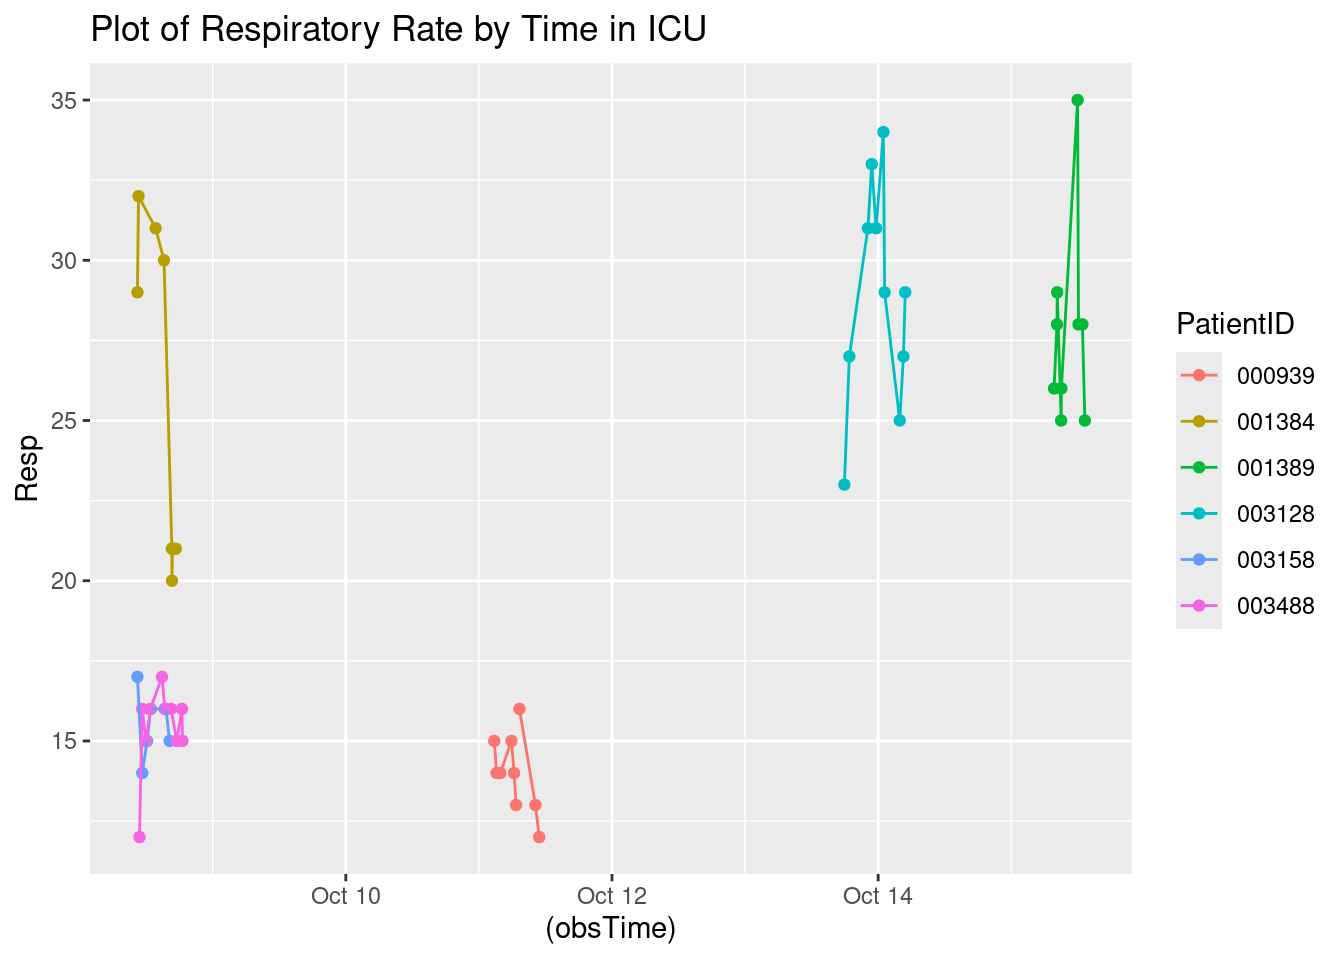 Plot of Respiratory Rate by Time in ICU
35
30
25
20
15
Resp
Oct 10
Oct 12
Oct 14
(obsTime)
PatientID
000939
001384
001389
003128
003158
003488